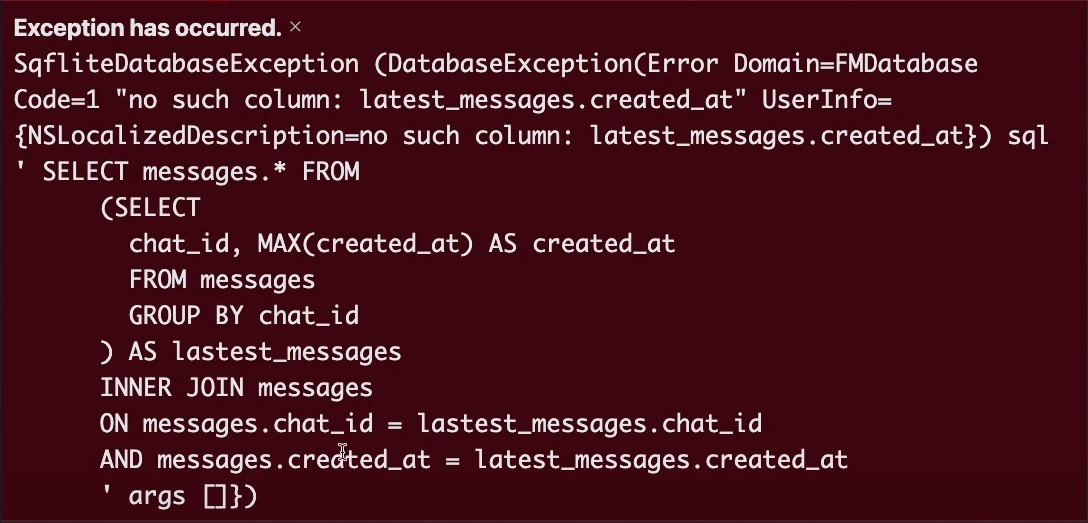 Exception has occurred. ×
SqfliteDatabaseException (DatabaseException(Error Domain=FMDatabase
Code=1 "no such column: latest_messages.created_at" UserInfo=
{NSLocalizedDescription=no such column: latest_messages.created_at}) sql
' SELECT messages.* FROM
(SELECT
chat_id, MAX(created_at) AS created_at
FROM messages
GROUP BY chat_id
) AS lastest_messages
INNER JOIN messages
ON messages.chat_id = lastest_messages.chat_id
AND messages.created_at = latest_messages.created_at
' args []})